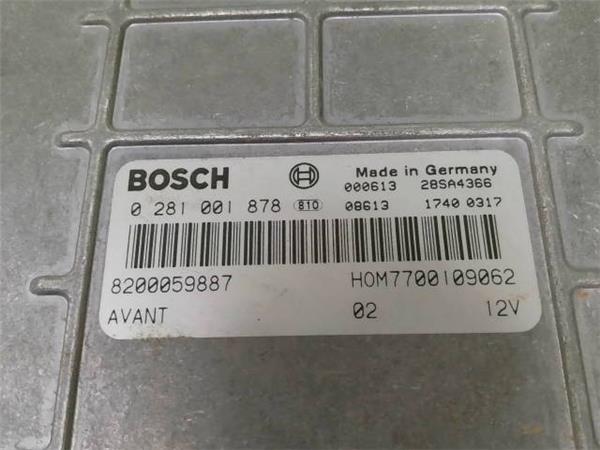 BOSCH Made in Germany
000613 28SA4366
0 281 001 878 810 08613 1740 0317
8200059887 HOM7700109062
AVANT 02 12V